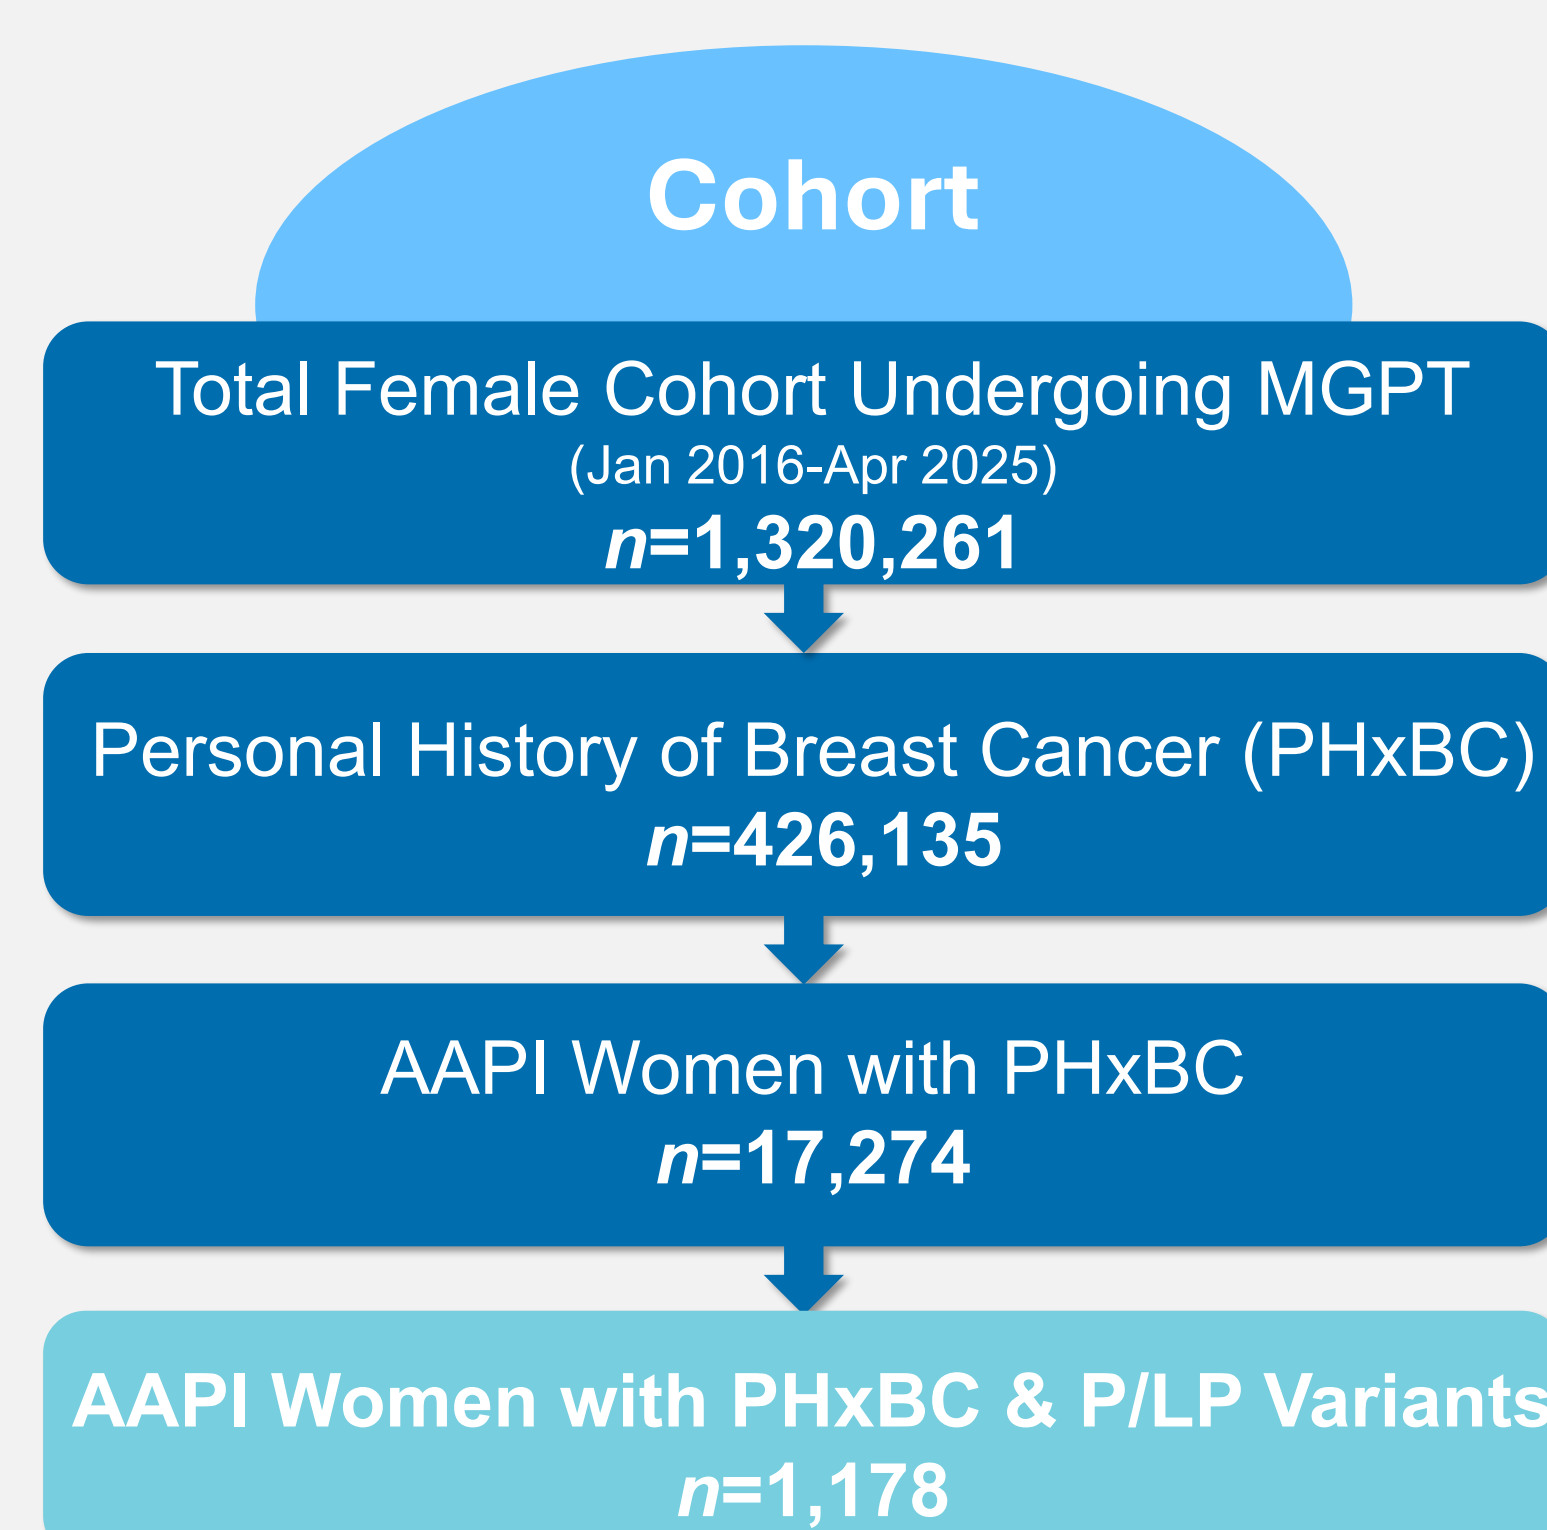 Cohort
Total Female Cohort Undergoing MGPT
(Jan 2016-Apr 2025)
n=1,320,261
Personal History of Breast Cancer (PHxBC)
n=426,135
AAPI Women with PHxBC
n=17,274
AAPI Women with PHxBC & P/LP Variants
n=1,178